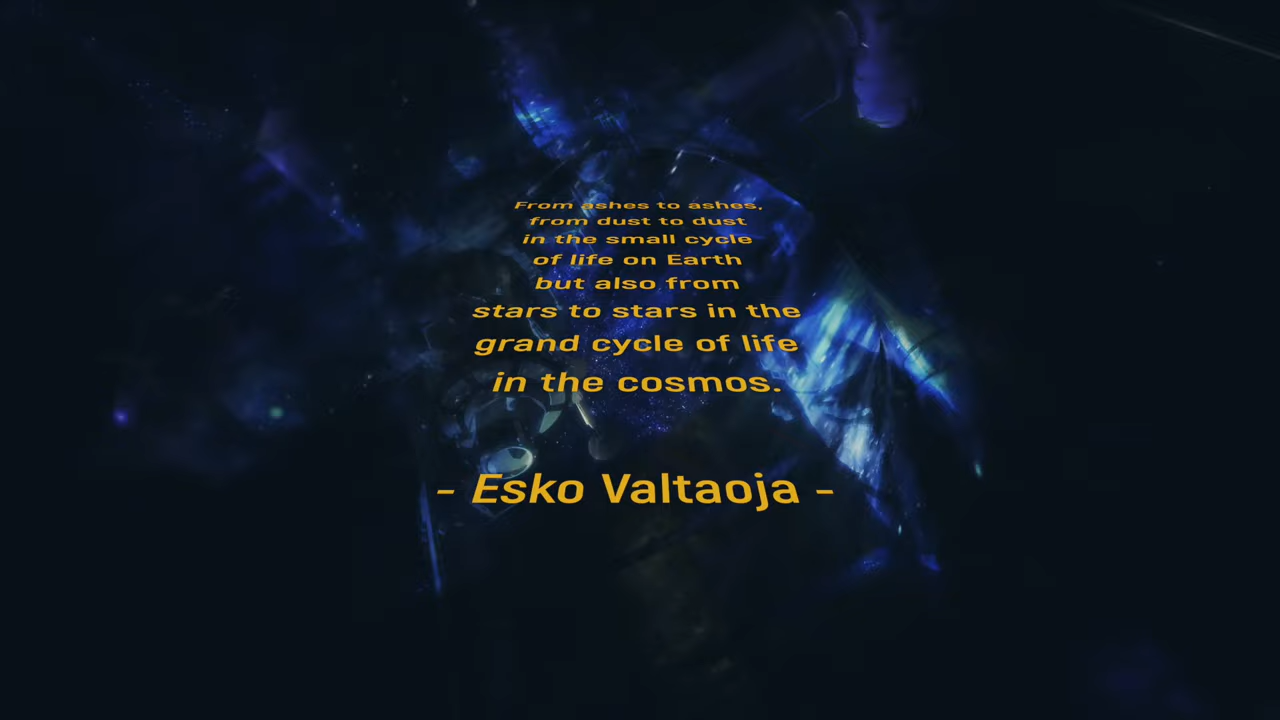 From ashes to ashes,
from dust to dust
in the small cycle
of life on Earth
but also from
stars to stars in the
grand cycle of life
in the cosmos.
- Esko Valtaoja -